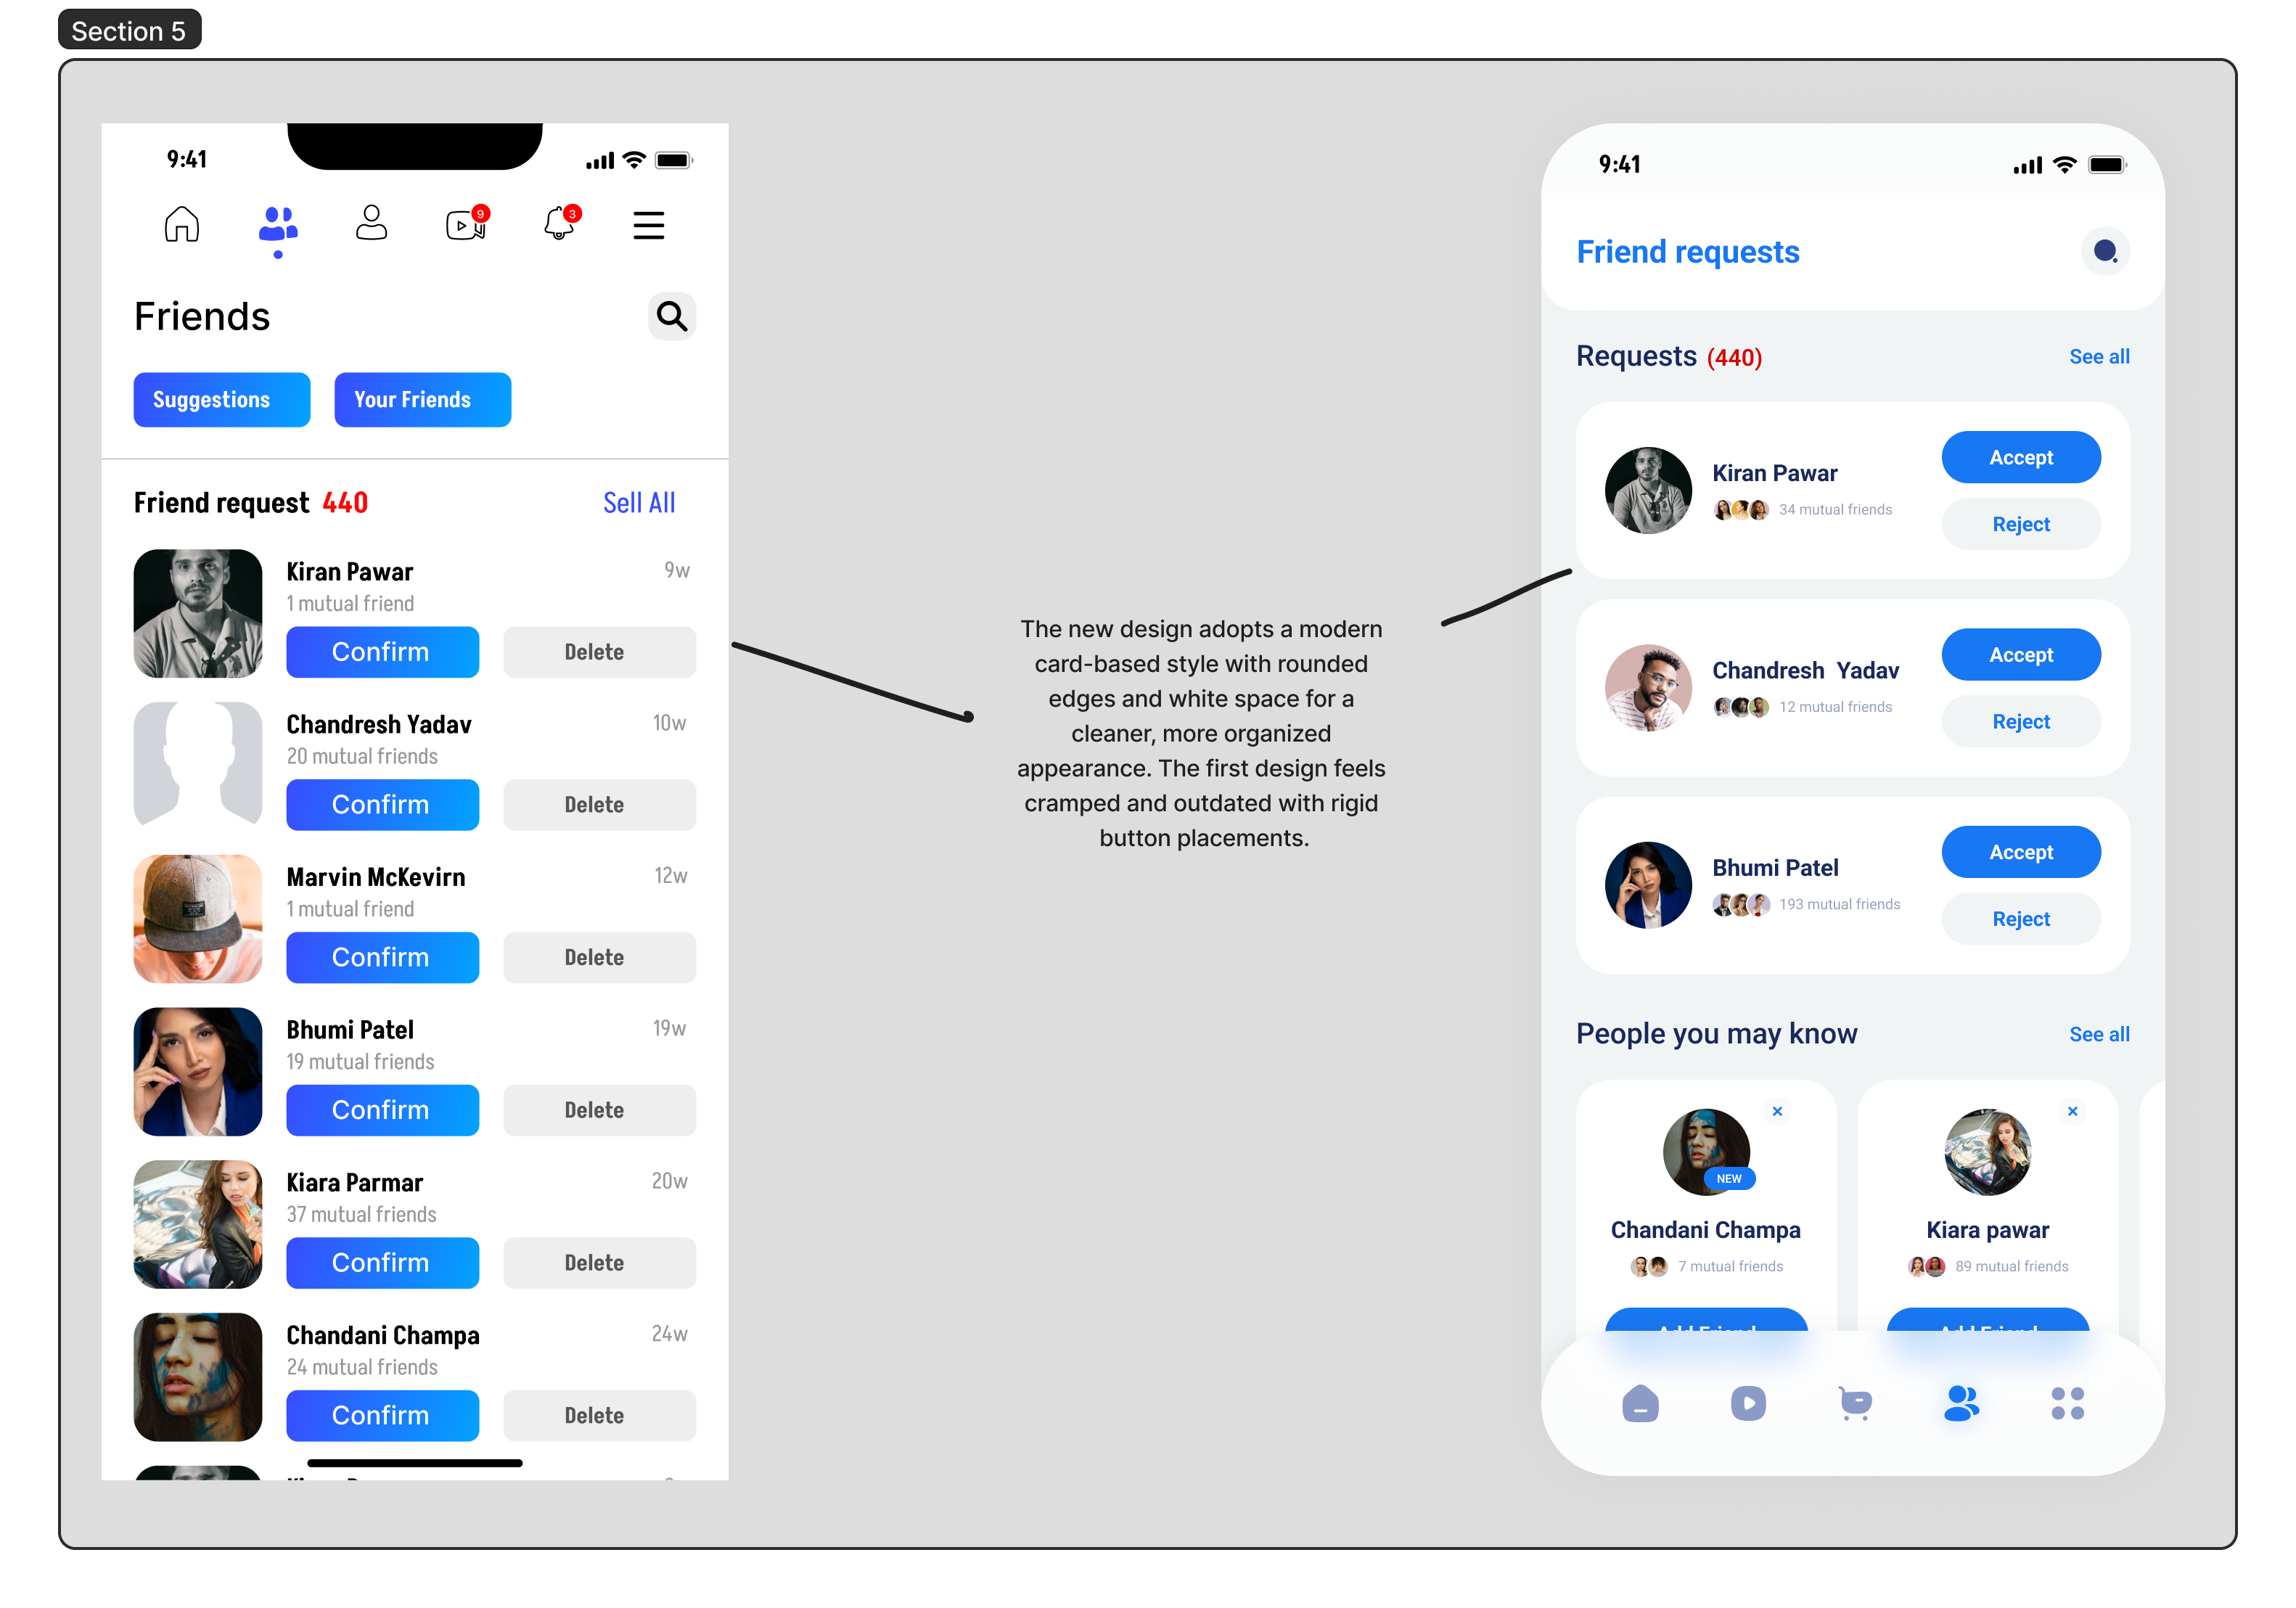 Section 5
9:41
9
3
Friends
Suggestions
Your Friends
Friend request 440
Sell All
Kiran Pawar
9w
1 mutual friend
Confirm
Delete
Chandresh Yadav
10w
20 mutual friends
Confirm
Delete
Marvin McKevirn
12w
1 mutual friend
Confirm
Delete
Bhumi Patel
19w
19 mutual friends
Confirm
Delete
Kiara Parmar
20w
37 mutual friends
Confirm
Delete
Chandani Champa
24w
24 mutual friends
Confirm
Delete
The new design adopts a modern
card-based style with rounded
edges and white space for a
cleaner, more organized
appearance. The first design feels
cramped and outdated with rigid
button placements.
9:41
Friend requests
Requests (440)
See all
Kiran Pawar
34 mutual friends
Accept
Reject
Chandresh  Yadav
12 mutual friends
Accept
Reject
Bhumi Patel
193 mutual friends
Accept
Reject
People you may know
See all
NEW
Chandani Champa
7 mutual friends
Add Friend
Kiara pawar
89 mutual friends
Add Friend